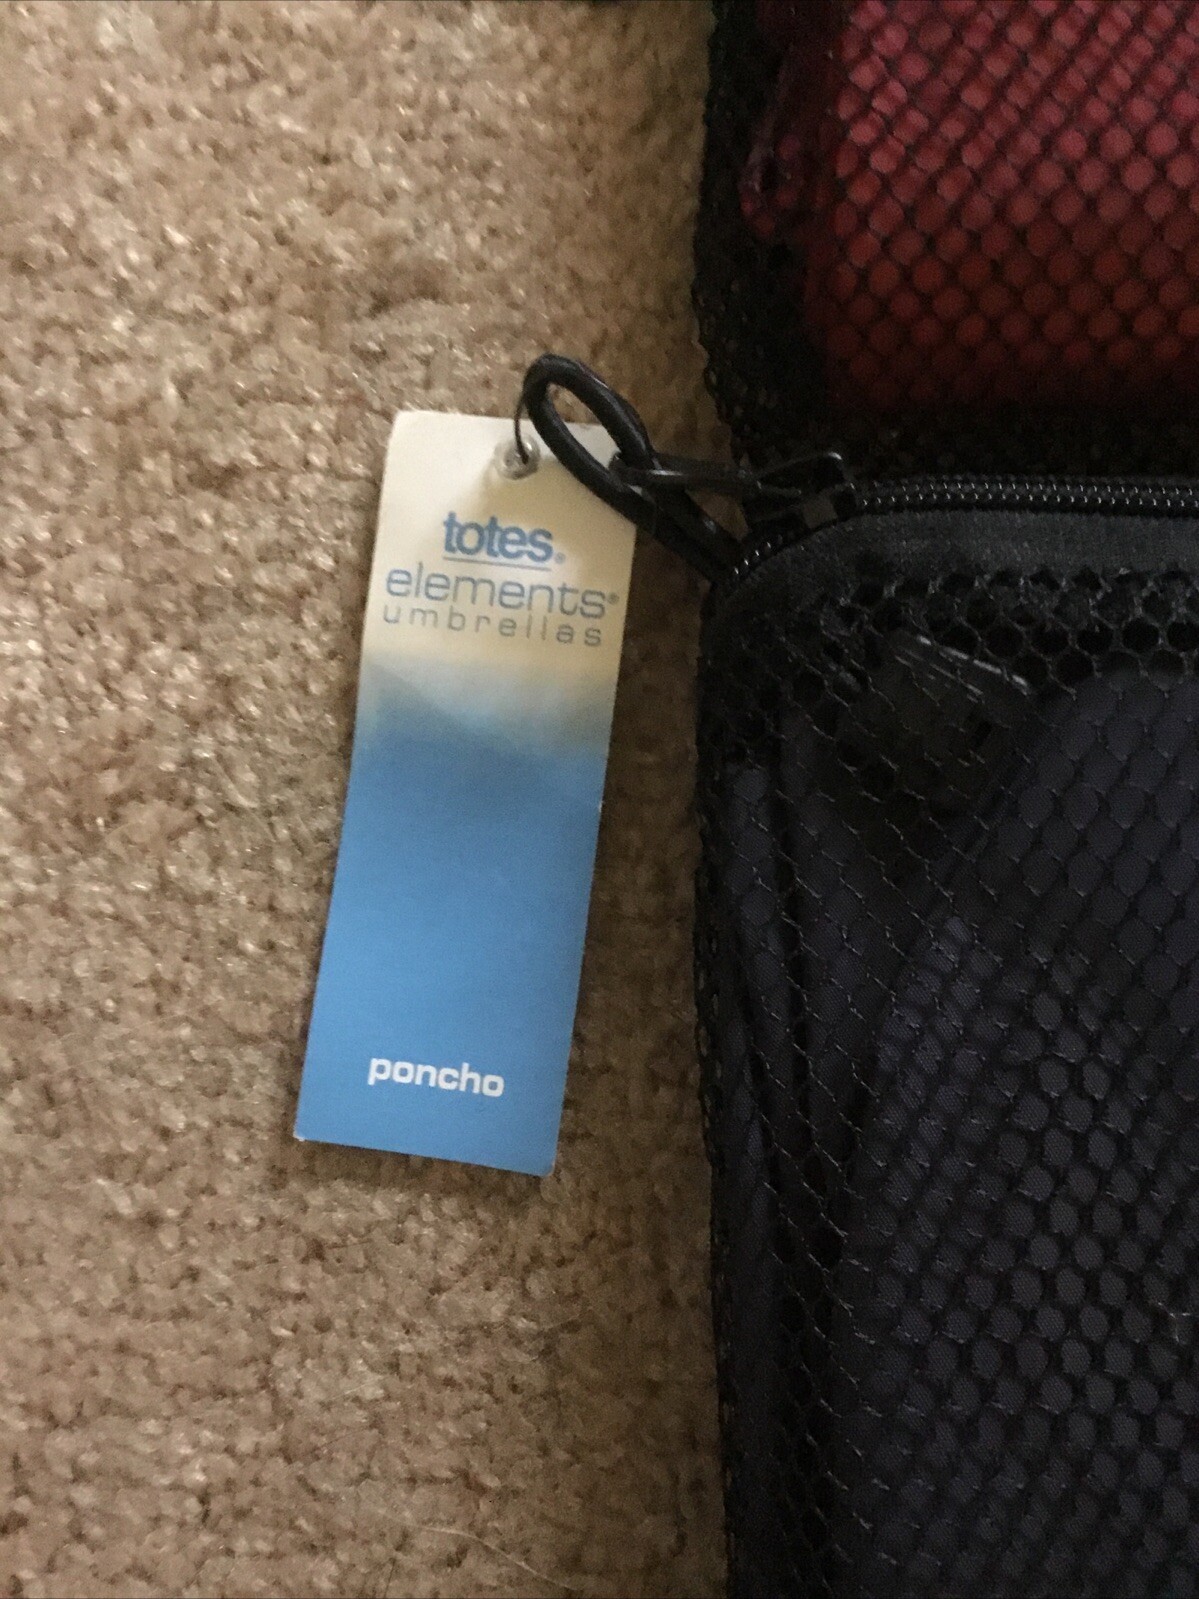 totes®
elements®
umbrellas
poncho